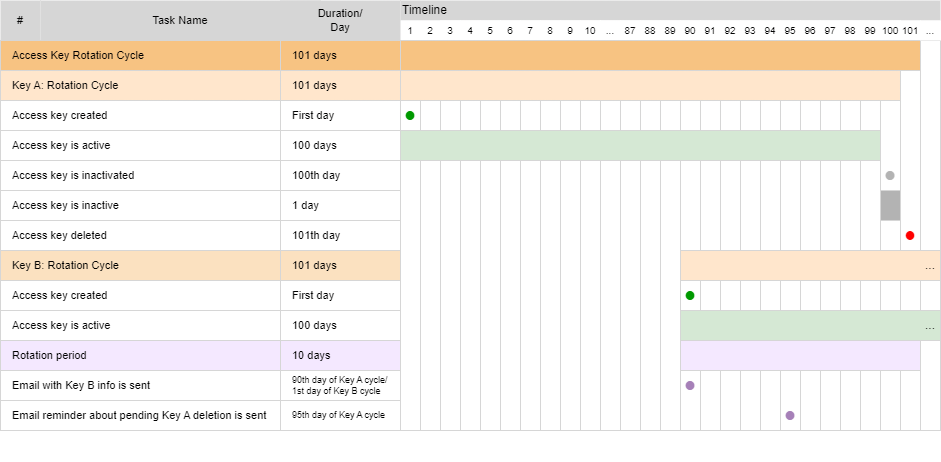 # Task Name Duration/ Timeline
Day
1 2 3 4 5 6 7 8 9 10 ... 87 88 89 90 91 92 93 94 95 96 97 98 99 100 101 ...
Access Key Rotation Cycle 101 days
Key A: Rotation Cycle 101 days
Access key created First day
Access key is active 100 days
Access key is inactivated 100th day
Access key is inactive 1 day
Access key deleted 101th day
Key B: Rotation Cycle 101 days ...
Access key created First day
Access key is active 100 days ...
Rotation period 10 days
Email with Key B info is sent 90th day of Key A cycle/
1st day of Key B cycle
Email reminder about pending Key A deletion is sent 95th day of Key A cycle